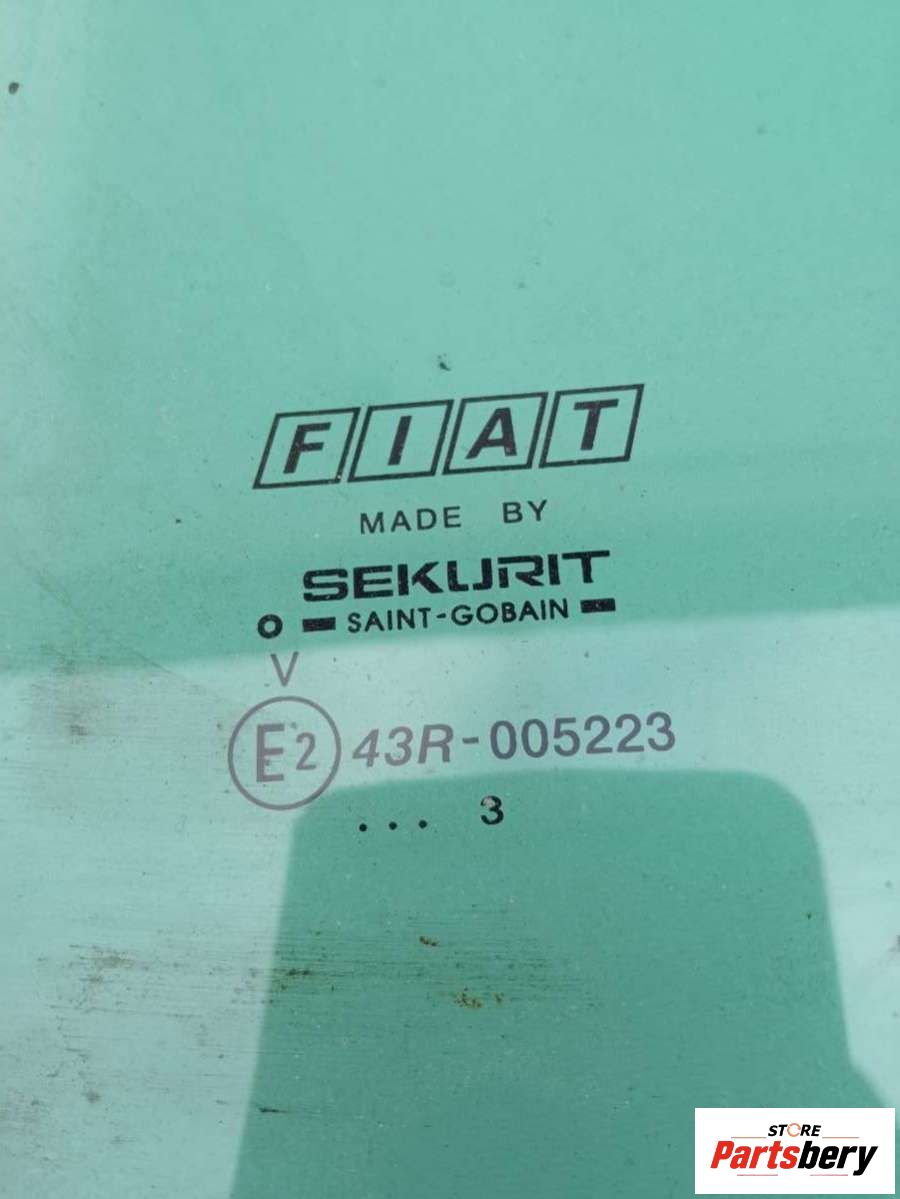 FIAT
MADE BY
SEKURIT
SAINT-GOBAIN
V
E2 43R-005223
... 3
STORE
Partsbery